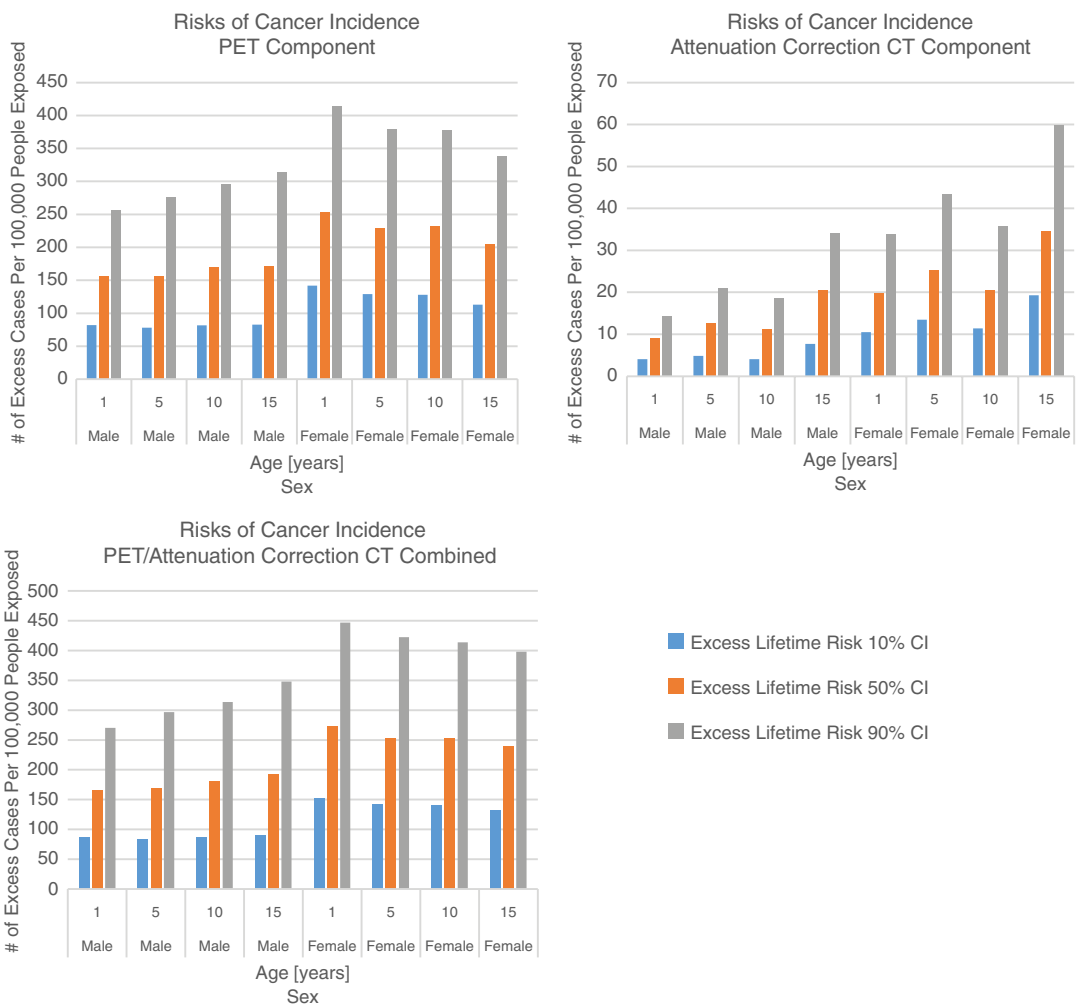 Risks of Cancer Incidence
PET Component
# of Excess Cases Per 100,000 People Exposed
450
400
350
300
250
200
150
100
50
0
1 5 10 15 1 5 10 15
Male Male Male Male Female Female Female Female
Age [years]
Sex
Risks of Cancer Incidence
Attenuation Correction CT Component
# of Excess Cases Per 100,000 People Exposed
70
60
50
40
30
20
10
0
1 5 10 15 1 5 10 15
Male Male Male Male Female Female Female Female
Age [years]
Sex
Risks of Cancer Incidence
PET/Attenuation Correction CT Combined
# of Excess Cases Per 100,000 People Exposed
500
450
400
350
300
250
200
150
100
50
0
1 5 10 15 1 5 10 15
Male Male Male Male Female Female Female Female
Age [years]
Sex
Excess Lifetime Risk 10% CI
Excess Lifetime Risk 50% CI
Excess Lifetime Risk 90% CI